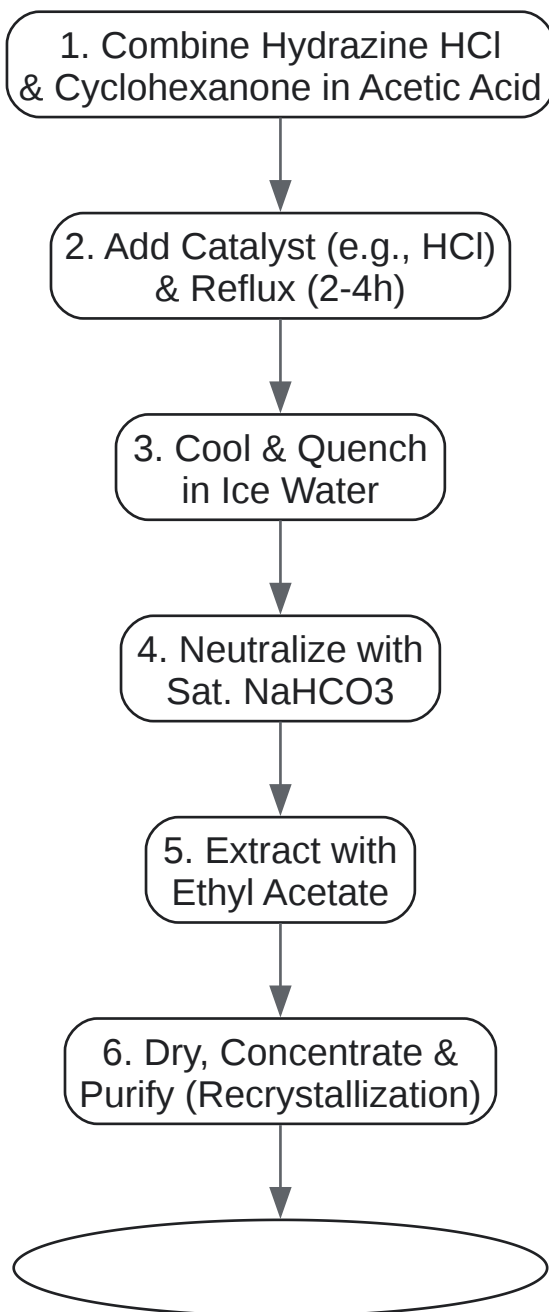 1. Combine Hydrazine HCl
& Cyclohexanone in Acetic Acid
2. Add Catalyst (e.g., HCl)
& Reflux (2-4h)
3. Cool & Quench
in Ice Water
4. Neutralize with
Sat. NaHCO3
5. Extract with
Ethyl Acetate
6. Dry, Concentrate &
Purify (Recrystallization)